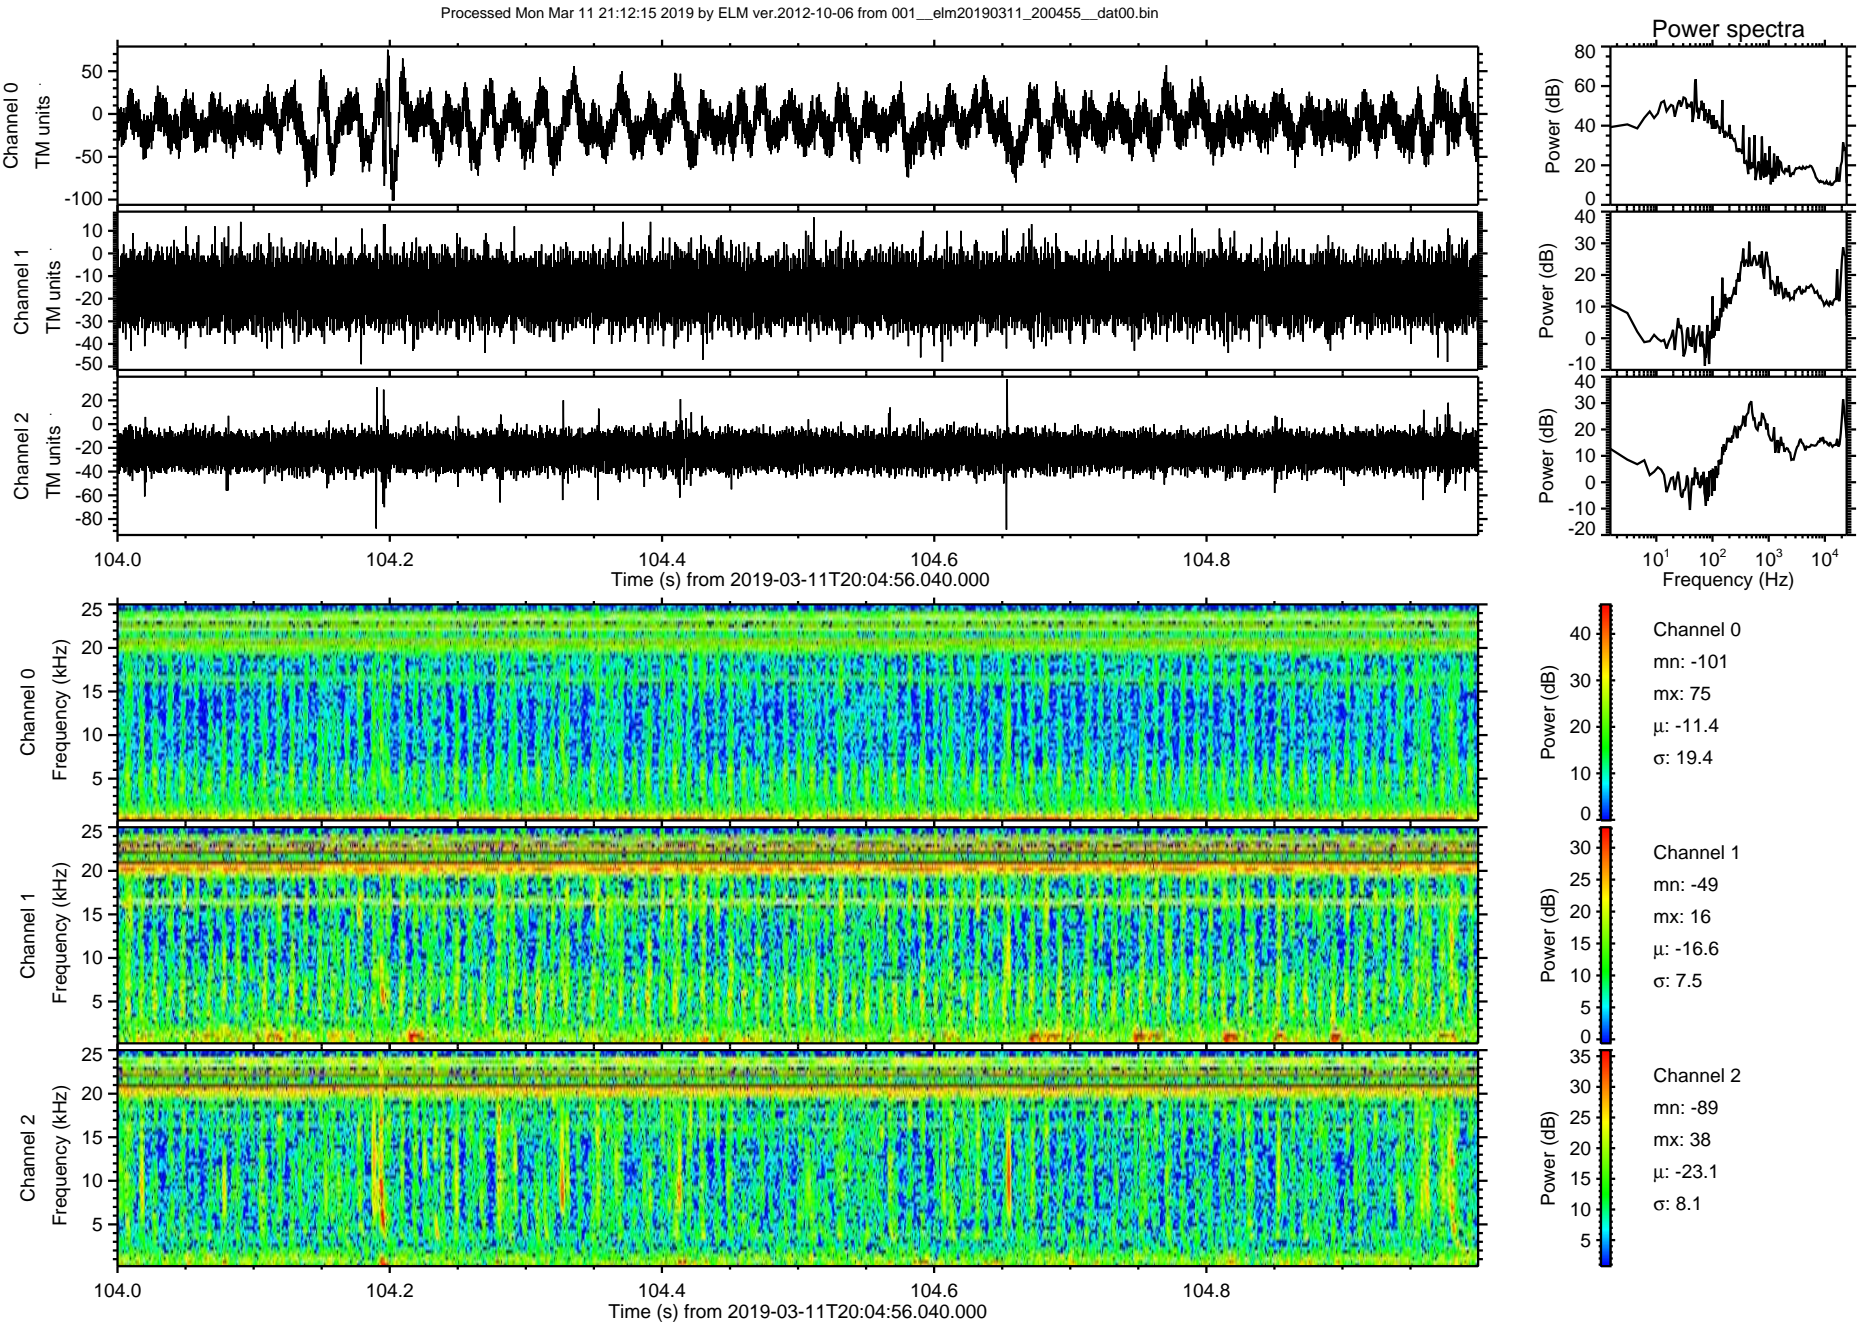 Processed Mon Mar 11 21:12:15 2019 by ELM ver.2012-10-06 from 001__elm20190311_200455__dat00.bin
Power spectra
Channel 0
TM units
50
0
-50
-100
Power (dB)
80
60
40
20
0
Channel 1
TM units
10
0
-10
-20
-30
-40
-50
Power (dB)
40
30
20
10
0
-10
Channel 2
TM units
20
0
-20
-40
-60
-80
Power (dB)
40
30
20
10
0
-10
-20
104.0 104.2 104.4 104.6 104.8
Time (s) from 2019-03-11T20:04:56.040.000
10^1 10^2 10^3 10^4
Frequency (Hz)
Channel 0
Frequency (kHz)
25
20
15
10
5
Power (dB)
40
30
20
10
0
Channel 0
mn: -101
mx: 75
μ: -11.4
σ: 19.4
Channel 1
Frequency (kHz)
25
20
15
10
5
Power (dB)
30
25
20
15
10
5
0
Channel 1
mn: -49
mx: 16
μ: -16.6
σ: 7.5
Channel 2
Frequency (kHz)
25
20
15
10
5
Power (dB)
35
30
25
20
15
10
5
Channel 2
mn: -89
mx: 38
μ: -23.1
σ: 8.1
104.0 104.2 104.4 104.6 104.8
Time (s) from 2019-03-11T20:04:56.040.000